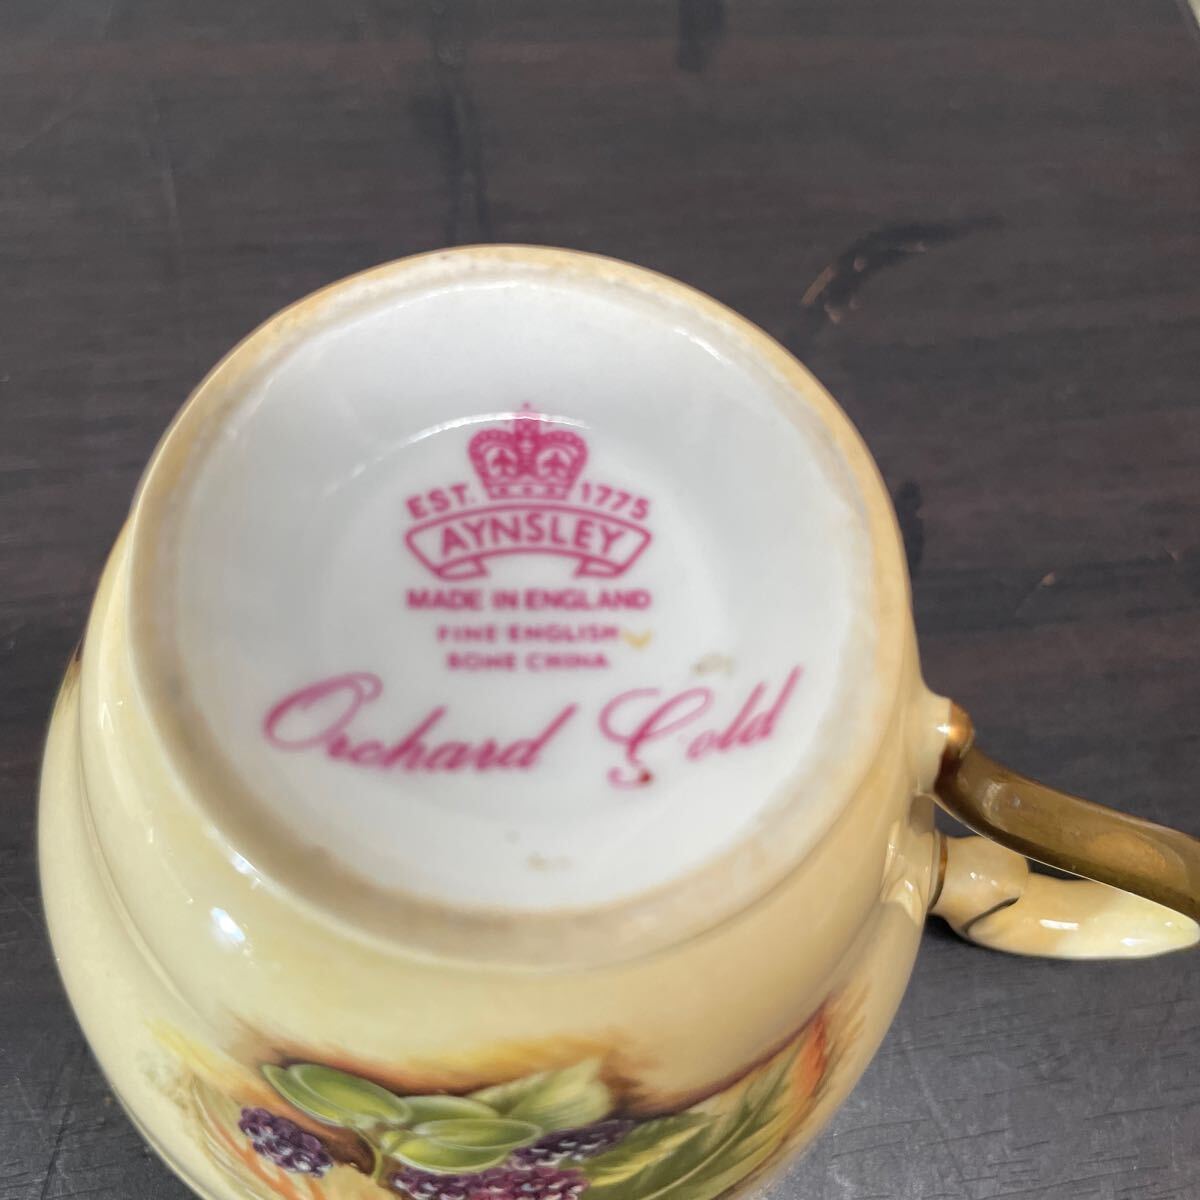 EST. 1775
AYNSLEY
MADE IN ENGLAND
FINE ENGLISH
BONE CHINA
Orchard Gold